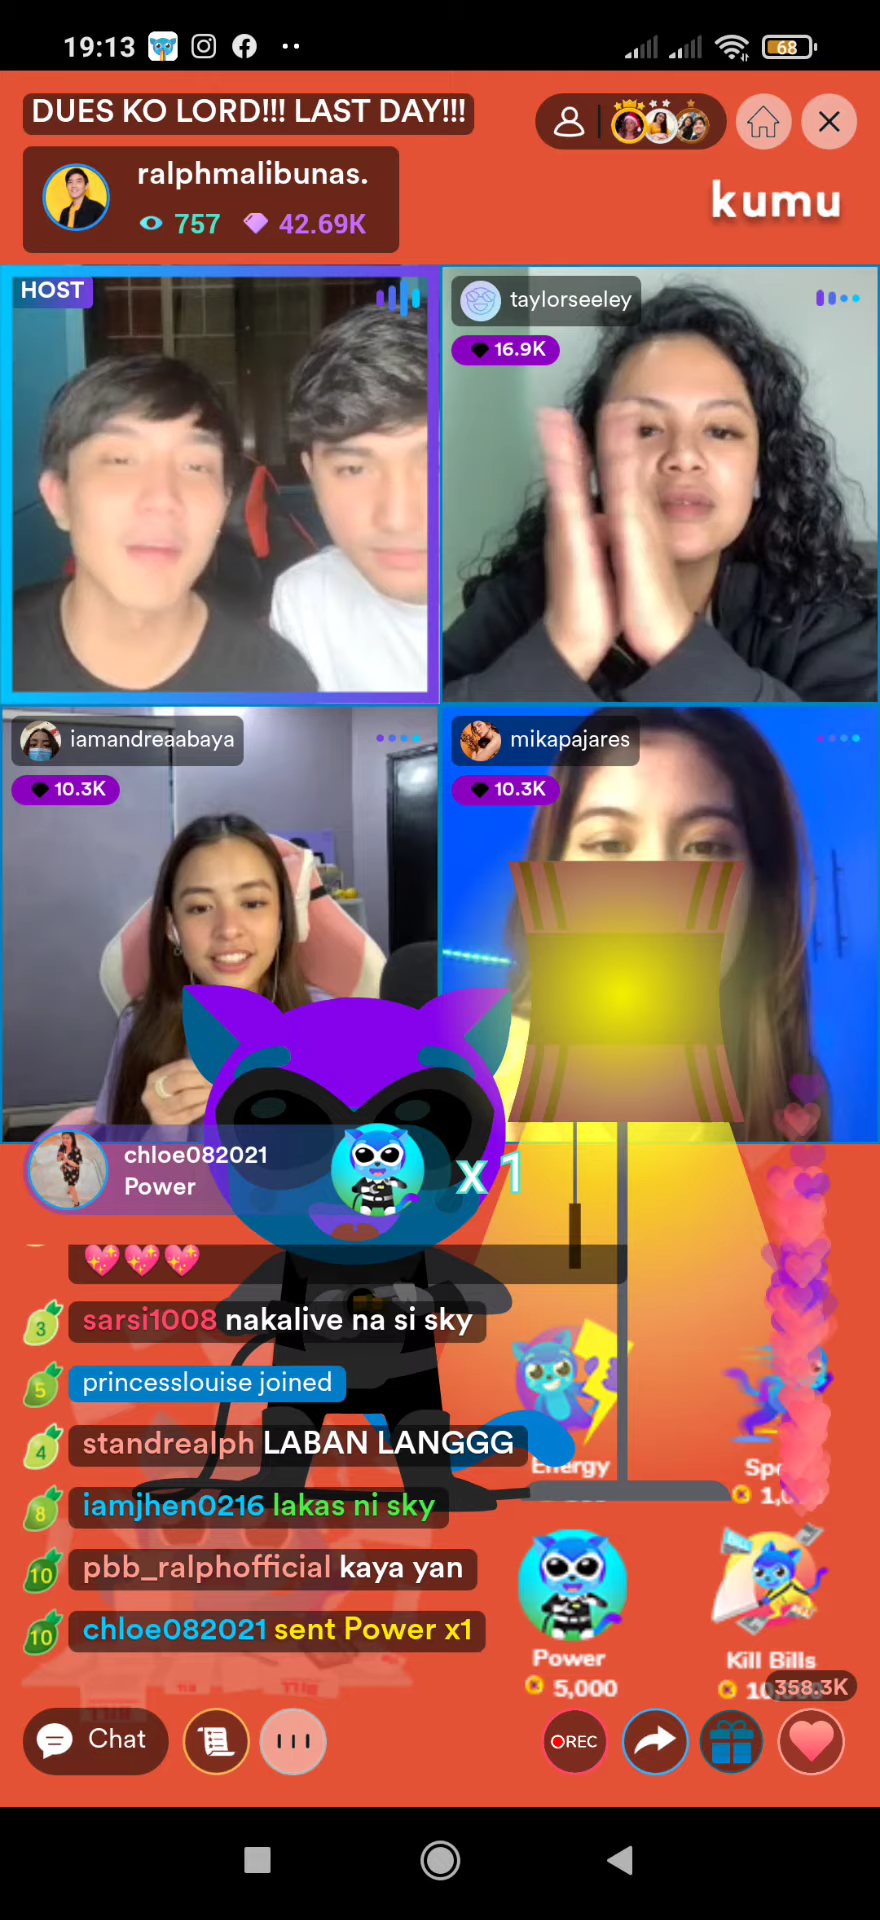 19:13
68
DUES KO LORD!!! LAST DAY!!!
ralphmalibunas.
757 42.69K
kumu
HOST
taylorseeley
16.9K
iamandreaabaya
10.3K
mikapajares
10.3K
chloe082021
Power
x 1
3 sarsi1008 nakalive na si sky
5 princesslouise joined
4 standrealph LABAN LANGGG
8 iamjhen0216 lakas ni sky
10 pbb_ralphofficial kaya yan
10 chloe082021 sent Power x1
Energy
Power
5,000
Kill Bills
358.3K
Chat
REC